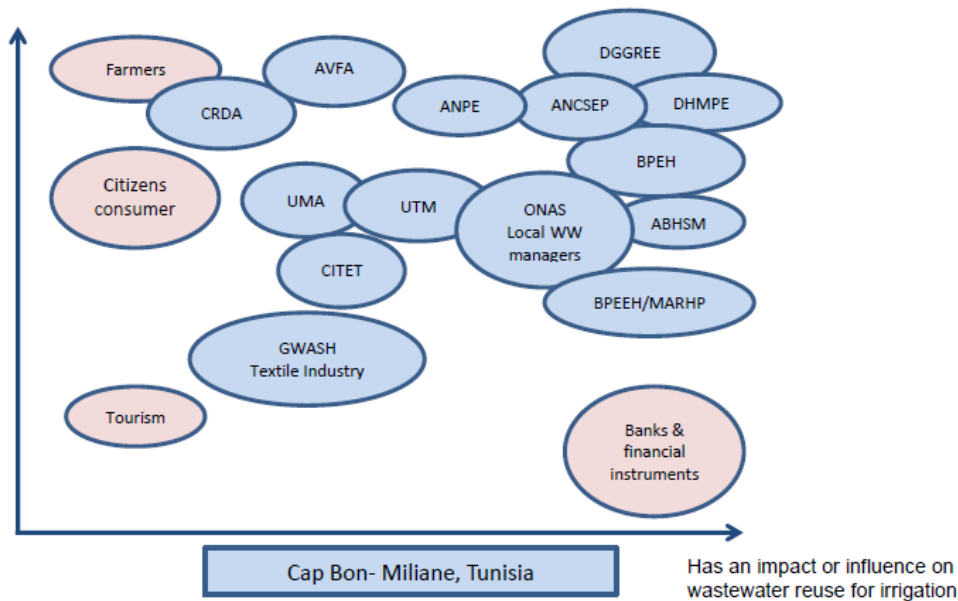 DGGREE
Farmers
AVFA
CRDA
ANPE
ANCSEP
DHMPE
BPEH
Citizens
consumer
UMA
UTM
ONAS
Local WW
managers
ABHSM
CITET
BPEEH/MARHP
GWASH
Textile Industry
Tourism
Banks &
financial
instruments
Cap Bon- Miliane, Tunisia
Has an impact or influence on
wastewater reuse for irrigation